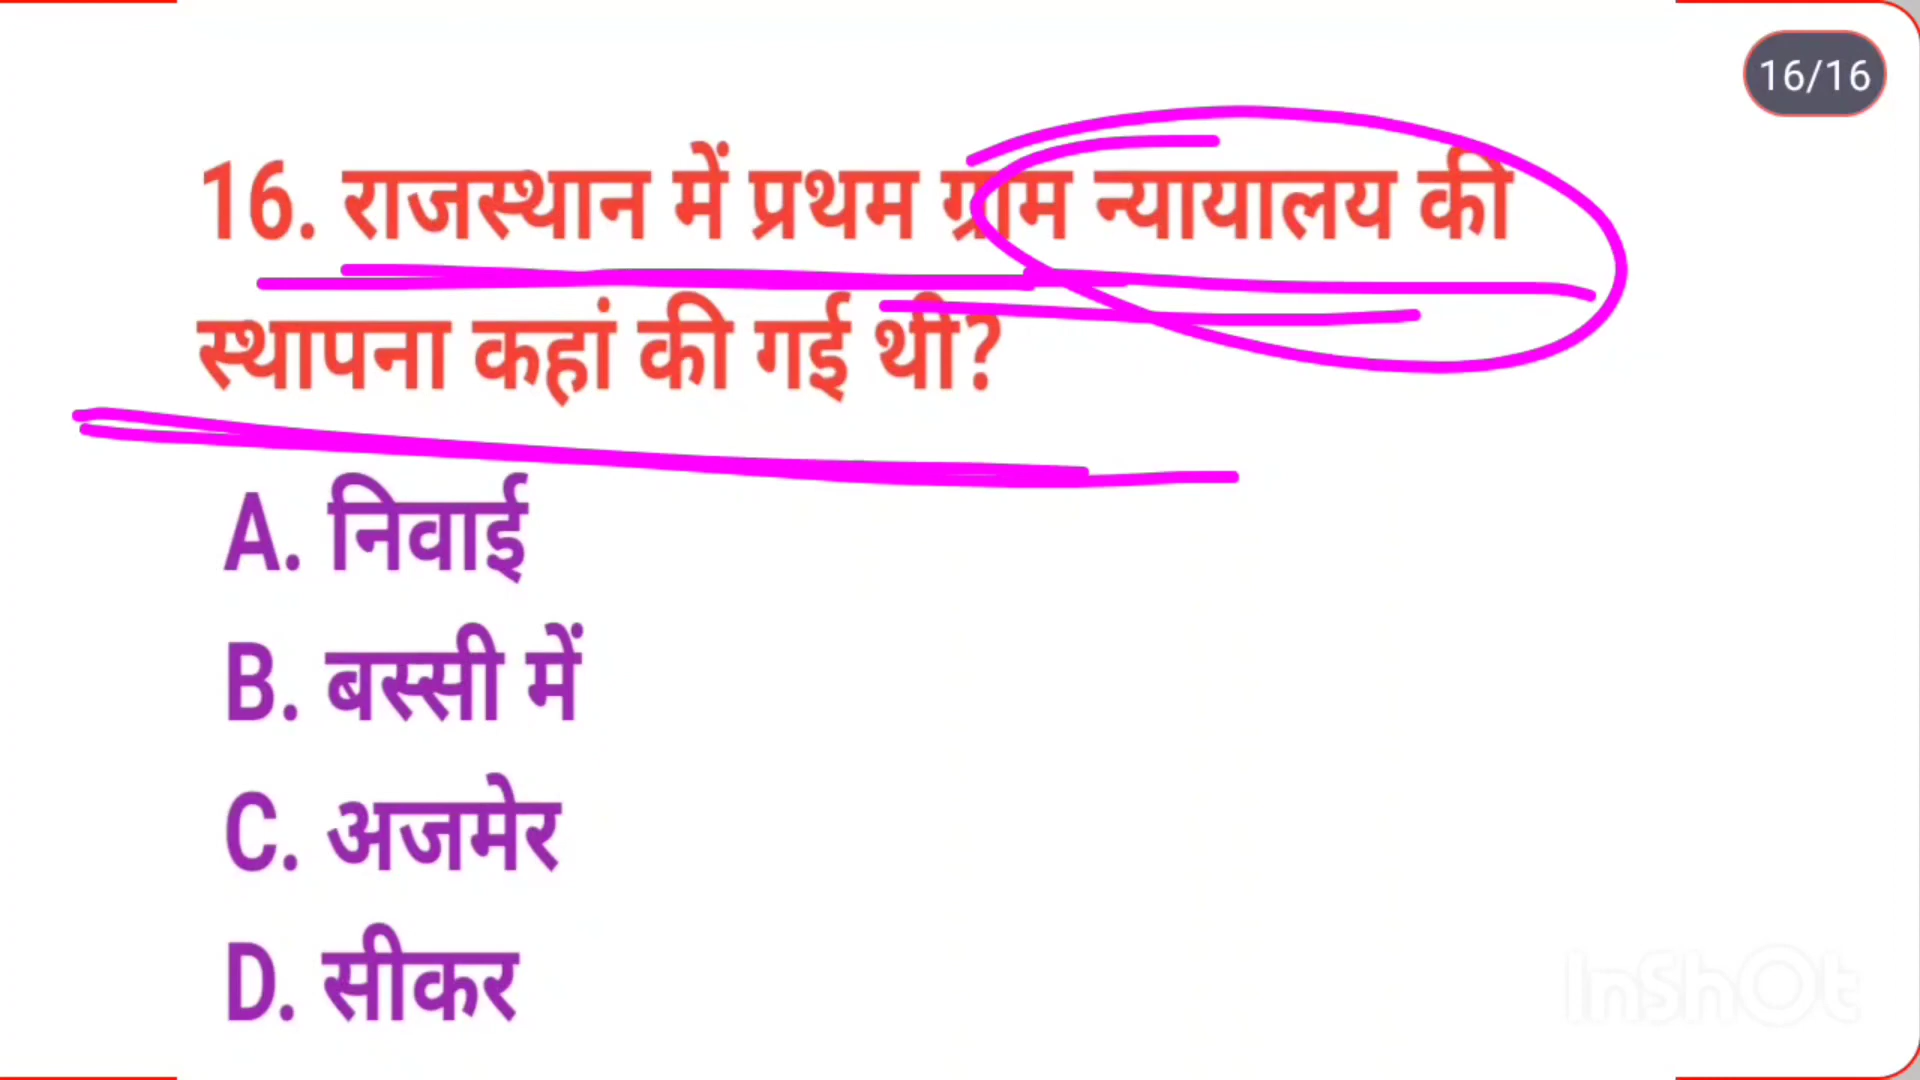 16/16
16. राजस्थान में प्रथम ग्राम न्यायालय की
स्थापना कहां की गई थी?
A. निवाई
B. बस्सी में
C. अजमेर
D. सीकर
InShOt